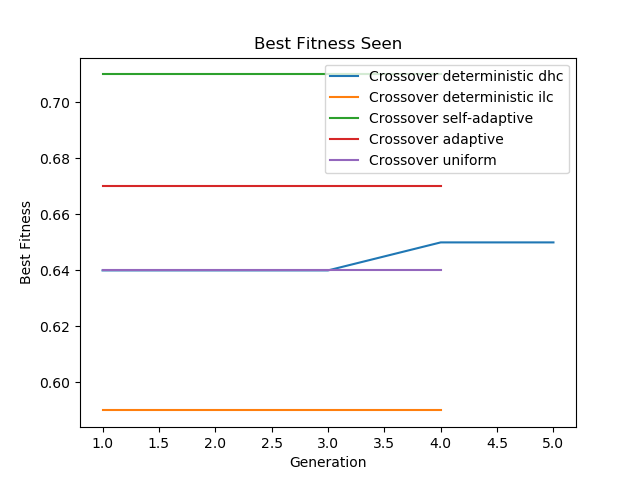 Best Fitness Seen
Crossover deterministic dhc
Crossover deterministic ilc
Crossover self-adaptive
Crossover adaptive
Crossover uniform
Best Fitness
0.70
0.68
0.66
0.64
0.62
0.60
1.0 1.5 2.0 2.5 3.0 3.5 4.0 4.5 5.0
Generation